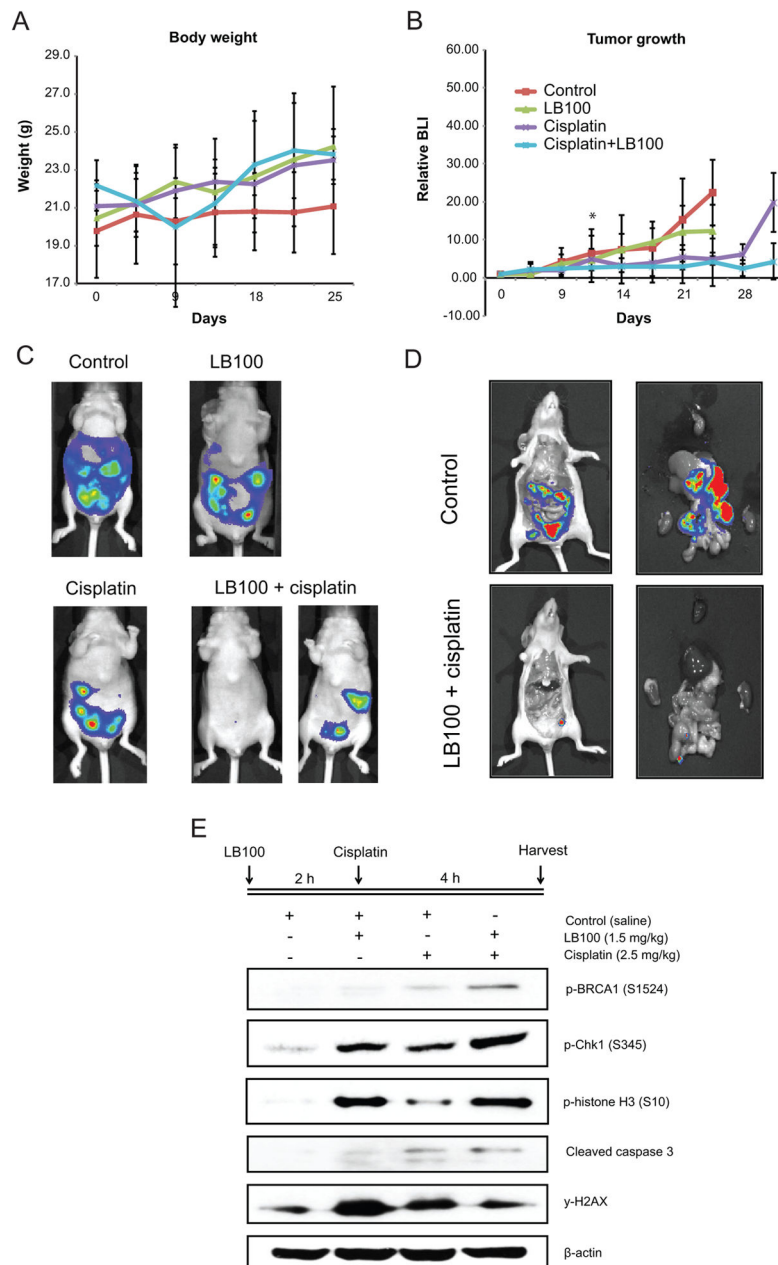 A
Body weight
29.0
27.0
25.0
23.0
21.0
19.0
17.0
Weight (g)
0
9
18
25
Days
B
Tumor growth
60.00
50.00
40.00
30.00
20.00
10.00
0.00
-10.00
Relative BLI
Control
LB100
Cisplatin
Cisplatin+LB100
*
0
9
14
21
28
Days
C
Control
LB100
Cisplatin
LB100 + cisplatin
D
Control
LB100 + cisplatin
E
LB100
Cisplatin
Harvest
2 h
4 h
+ + + - Control (saline)
- + - + LB100 (1.5 mg/kg)
- - + + Cisplatin (2.5 mg/kg)
p-BRCA1 (S1524)
p-Chk1 (S345)
p-histone H3 (S10)
Cleaved caspase 3
y-H2AX
β-actin